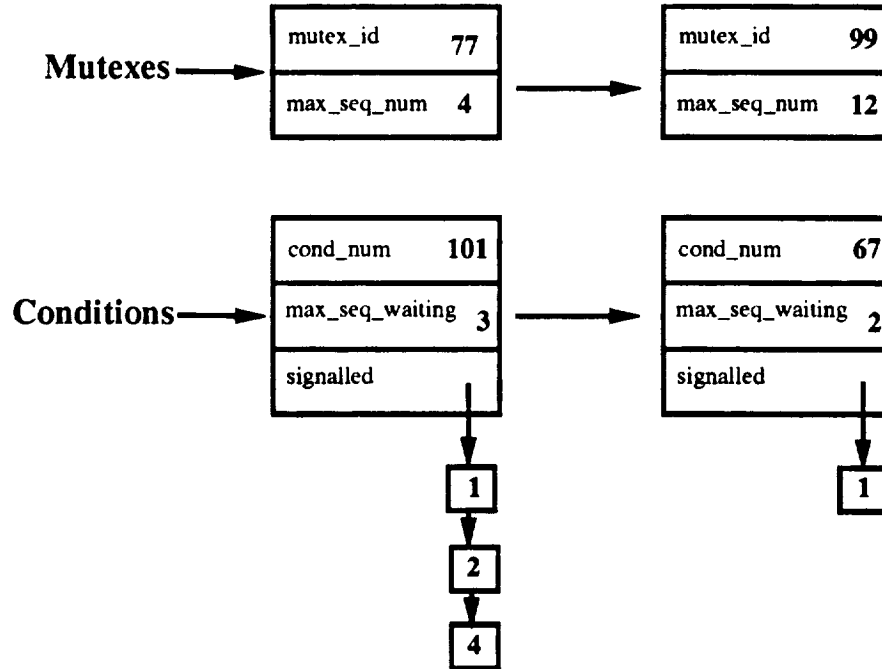 mutex_id 77
mutex_id 99
Mutexes
max_seq_num 4
max_seq_num 12
cond_num 101
cond_num 67
Conditions
max_seq_waiting 3
max_seq_waiting 2
signalled
signalled
1
1
2
4